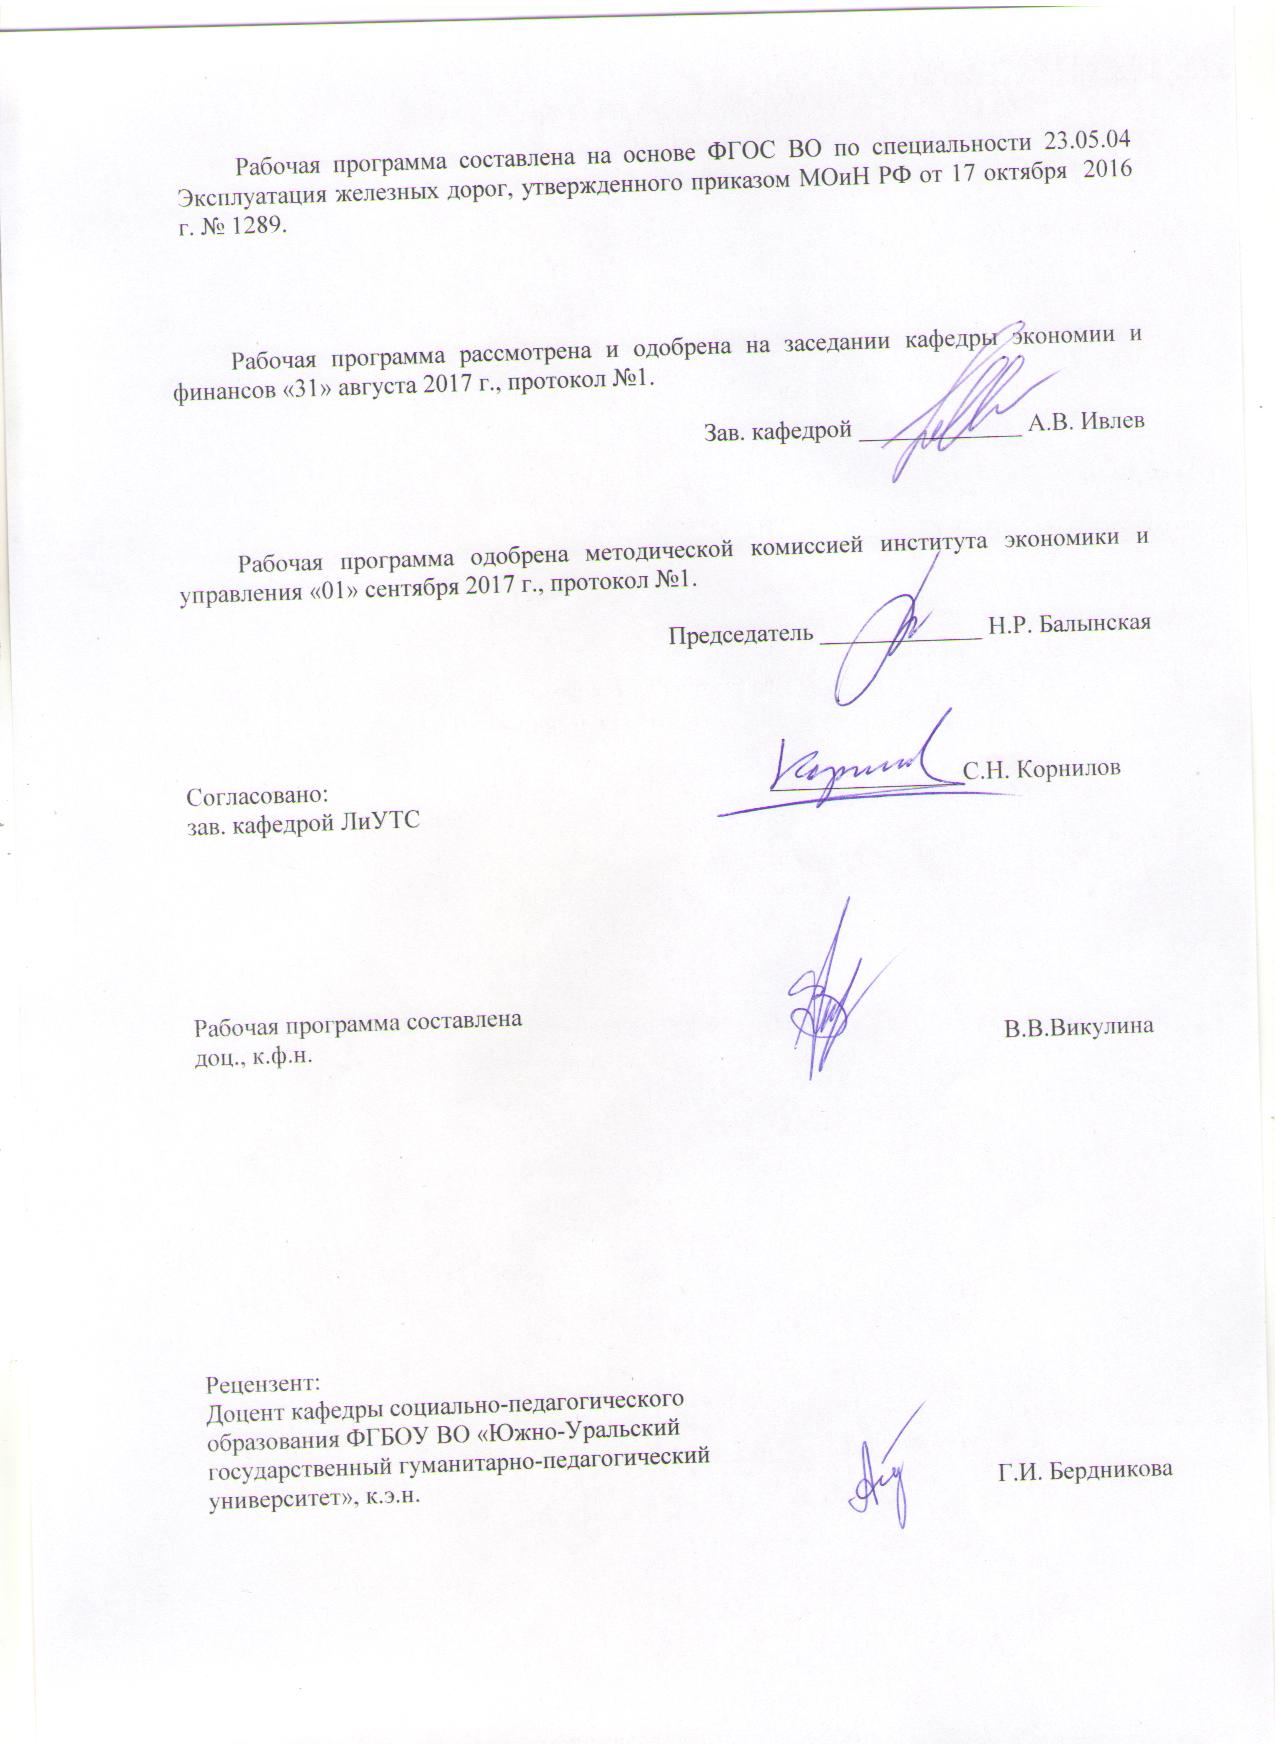 Рабочая программа составлена на основе ФГОС ВО по специальности 23.05.04
Эксплуатация железных дорог, утвержденного приказом МОиН РФ от 17 октября 2016
г. № 1289.
Рабочая программа рассмотрена и одобрена на заседании кафедры экономии и
финансов «31» августа 2017 г., протокол №1.
Зав. кафедрой _____________ А.В. Ивлев
Рабочая программа одобрена методической комиссией института экономики и
управления «01» сентября 2017 г., протокол №1.
Председатель _____________ Н.Р. Балынская
_______________С.Н. Корнилов
Согласовано:
зав. кафедрой ЛиУТС
Рабочая программа составлена
доц., к.ф.н. В.В.Викулина
Рецензент:
Доцент кафедры социально-педагогического
образования ФГБОУ ВО «Южно-Уральский
государственный гуманитарно-педагогический
университет», к.э.н. Г.И. Бердникова